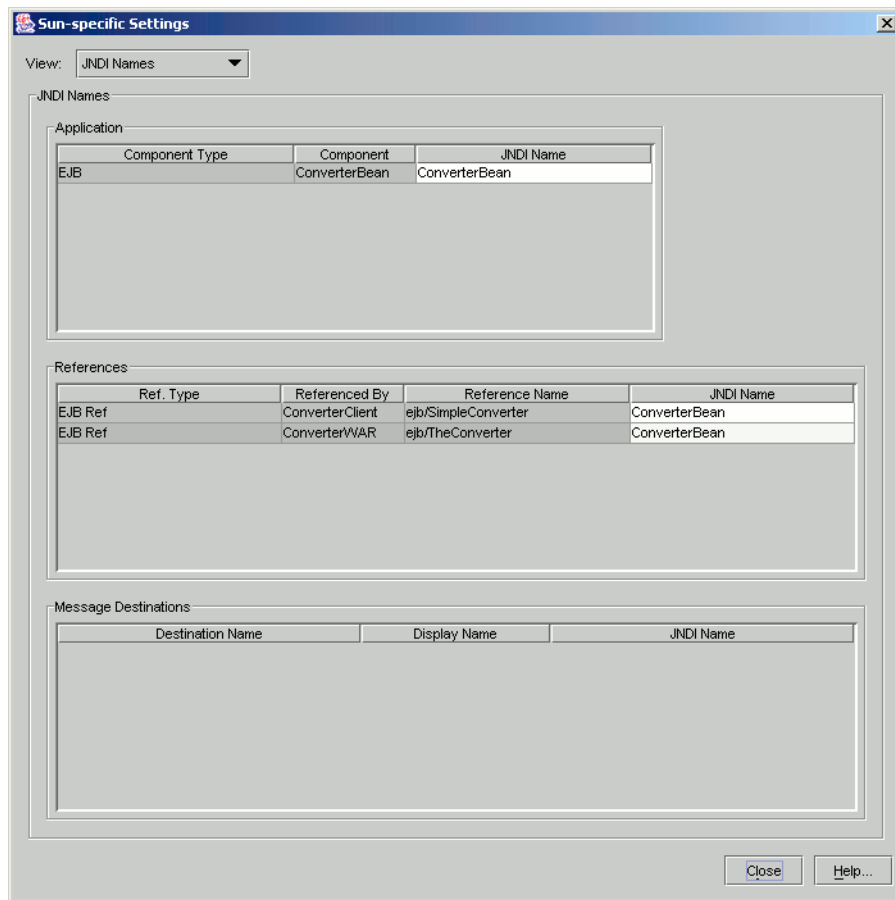 Sun-specific Settings
View: JNDI Names
JNDI Names
Application
Component Type Component JNDI Name
EJB ConverterBean ConverterBean
References
Ref. Type Referenced By Reference Name JNDI Name
EJB Ref ConverterClient ejb/SimpleConverter ConverterBean
EJB Ref ConverterWAR ejb/TheConverter ConverterBean
Message Destinations
Destination Name Display Name JNDI Name
Close Help...